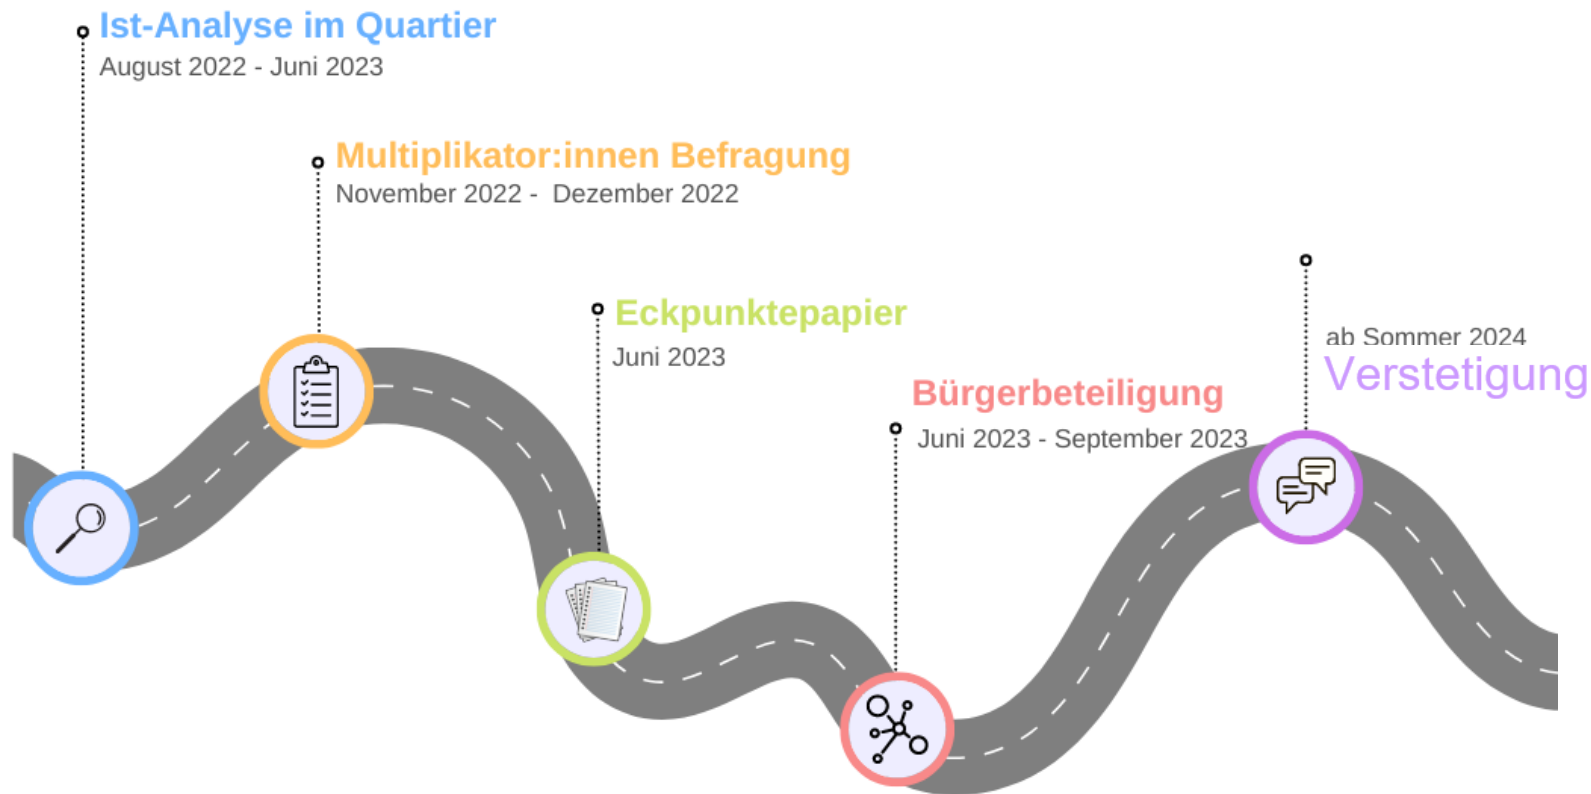 Ist-Analyse im Quartier
August 2022 - Juni 2023
Multiplikator:innen Befragung
November 2022 - Dezember 2022
Eckpunktepapier
Juni 2023
Bürgerbeteiligung
Juni 2023 - September 2023
ab Sommer 2024
Verstetigung